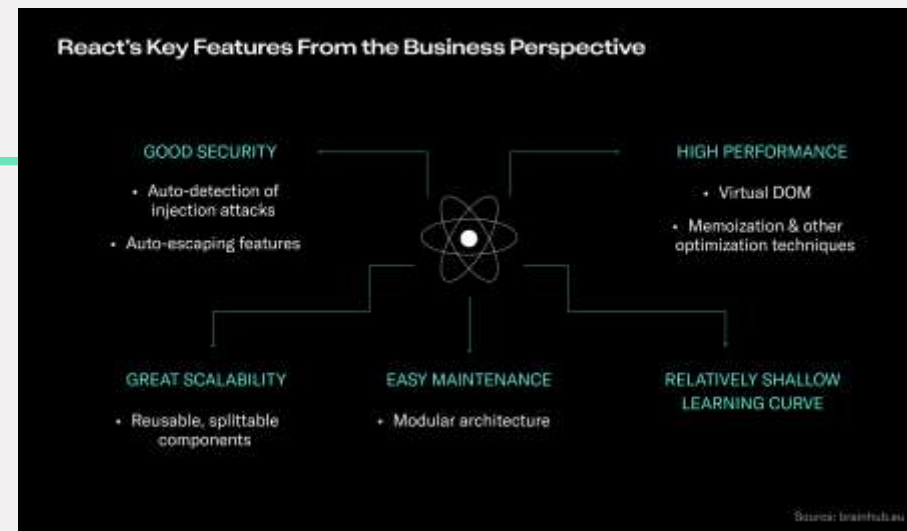 React's Key Features From the Business Perspective
GOOD SECURITY
• Auto-detection of
injection attacks
• Auto-escaping features
HIGH PERFORMANCE
• Virtual DOM
• Memoization & other
optimization techniques
GREAT SCALABILITY
• Reusable, splittable
components
EASY MAINTENANCE
• Modular architecture
RELATIVELY SHALLOW
LEARNING CURVE
Source: brainhub.eu